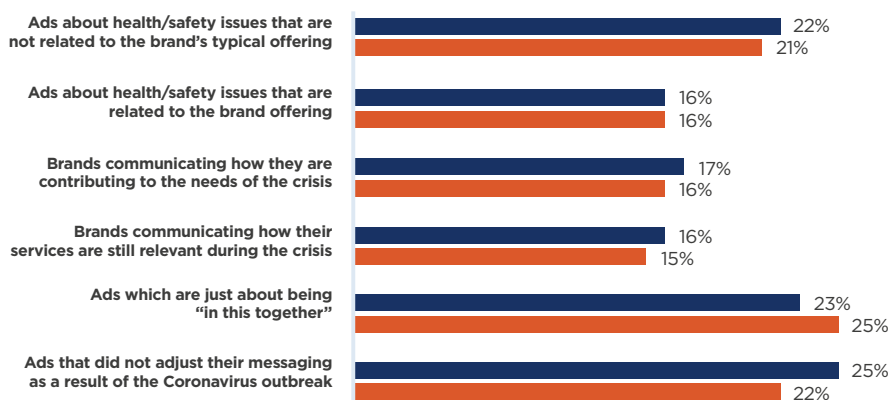 Ads about health/safety issues that are
not related to the brand’s typical offering
22%
21%
Ads about health/safety issues that are
related to the brand offering
16%
16%
Brands communicating how they are
contributing to the needs of the crisis
17%
16%
Brands communicating how their
services are still relevant during the crisis
16%
15%
Ads which are just about being
“in this together”
23%
25%
Ads that did not adjust their messaging
as a result of the Coronavirus outbreak
25%
22%